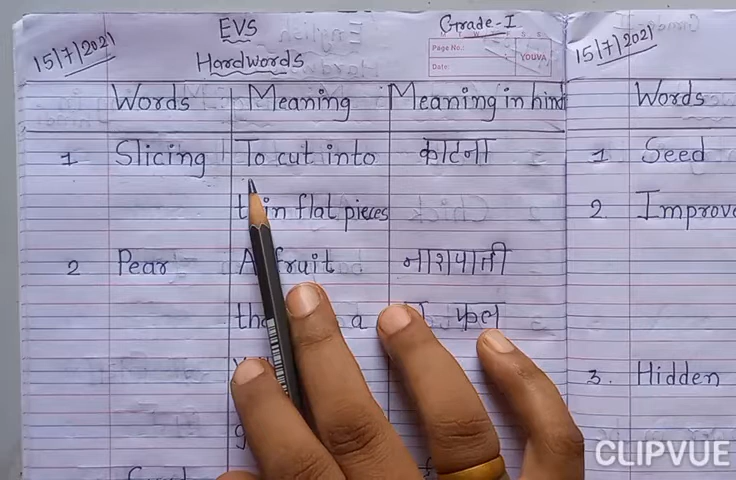 EVS
Grade-I
15/7/2021
Hardwords
Page No.:
Date:
YOUVA
15/7/2021
Words Meaning Meaning in hindi
1 Slicing To cut into काटना
thin flat pieces
2 Pear A fruit नाशपाती
a फल
Words
1 Seed
2. Improve
3. Hidden
CLIPVUE